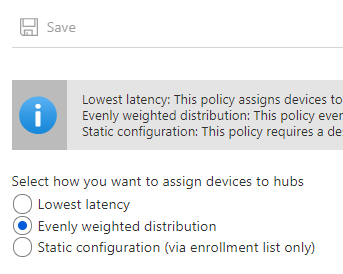 Save
Lowest latency: This policy assigns devices to
Evenly weighted distribution: This policy ever
Static configuration: This policy requires a de
Select how you want to assign devices to hubs
Lowest latency
Evenly weighted distribution
Static configuration (via enrollment list only)